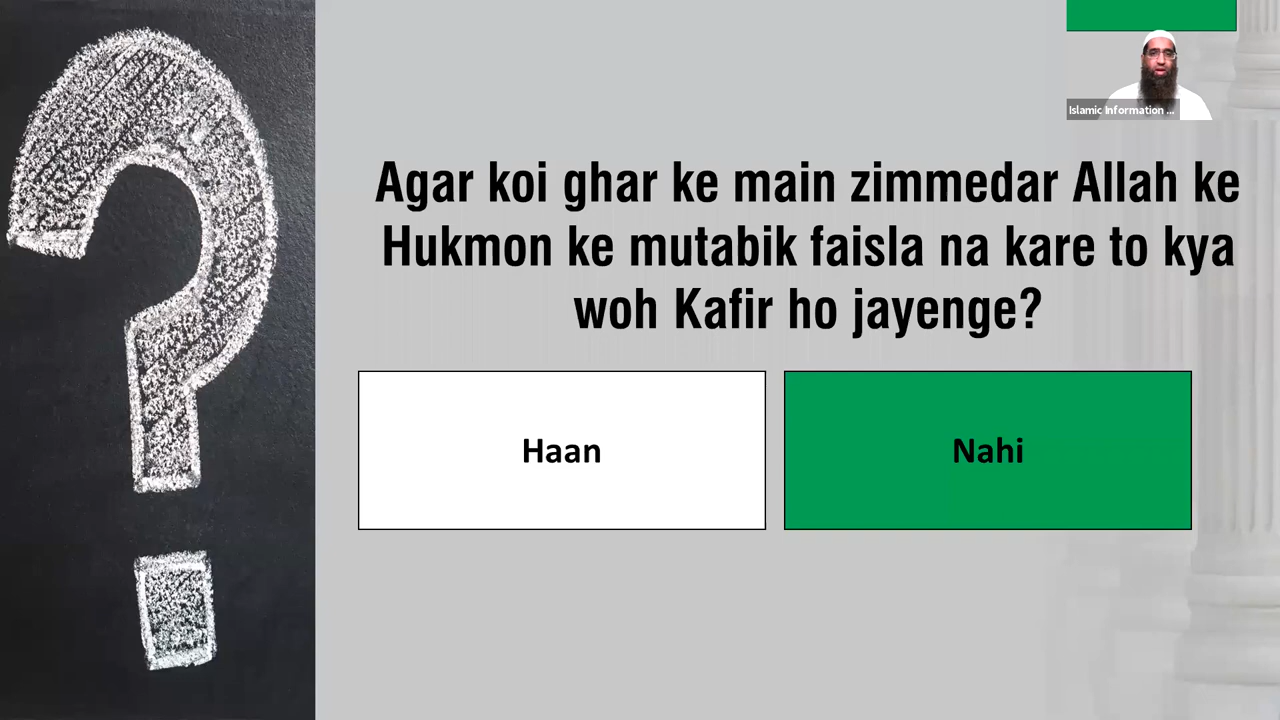 Islamic Information ...
Agar koi ghar ke main zimmedar Allah ke
Hukmon ke mutabik faisla na kare to kya
woh Kafir ho jayenge?
Haan
Nahi